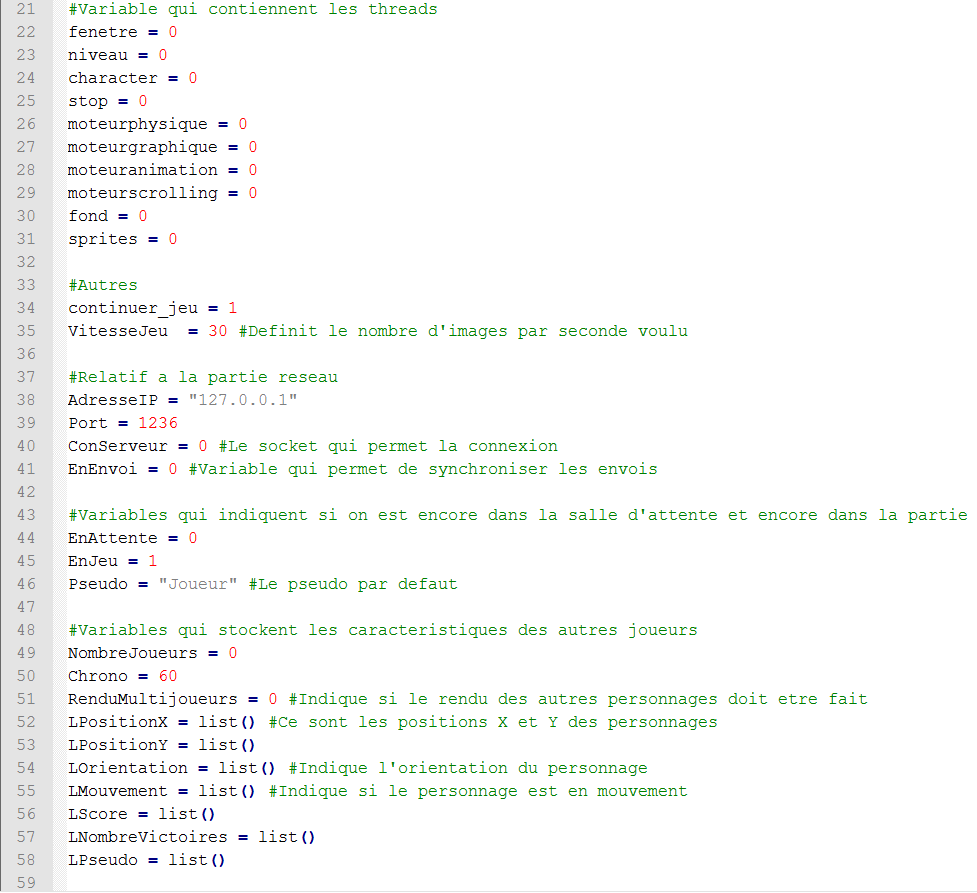 21 #Variable qui contiennent les threads
22 fenetre = 0
23 niveau = 0
24 character = 0
25 stop = 0
26 moteurphysique = 0
27 moteurgraphique = 0
28 moteuranimation = 0
29 moteurscrolling = 0
30 fond = 0
31 sprites = 0
32
33 #Autres
34 continuer_jeu = 1
35 VitesseJeu  = 30 #Definit le nombre d'images par seconde voulu
36
37 #Relatif a la partie reseau
38 AdresseIP = "127.0.0.1"
39 Port = 1236
40 ConServeur = 0 #Le socket qui permet la connexion
41 EnEnvoi = 0 #Variable qui permet de synchroniser les envois
42
43 #Variables qui indiquent si on est encore dans la salle d'attente et encore dans la partie
44 EnAttente = 0
45 EnJeu = 1
46 Pseudo = "Joueur" #Le pseudo par defaut
47
48 #Variables qui stockent les caracteristiques des autres joueurs
49 NombreJoueurs = 0
50 Chrono = 60
51 RenduMultijoueurs = 0 #Indique si le rendu des autres personnages doit etre fait
52 LPositionX = list() #Ce sont les positions X et Y des personnages
53 LPositionY = list()
54 LOrientation = list() #Indique l'orientation du personnage
55 LMouvement = list() #Indique si le personnage est en mouvement
56 LScore = list()
57 LNombreVictoires = list()
58 LPseudo = list()
59